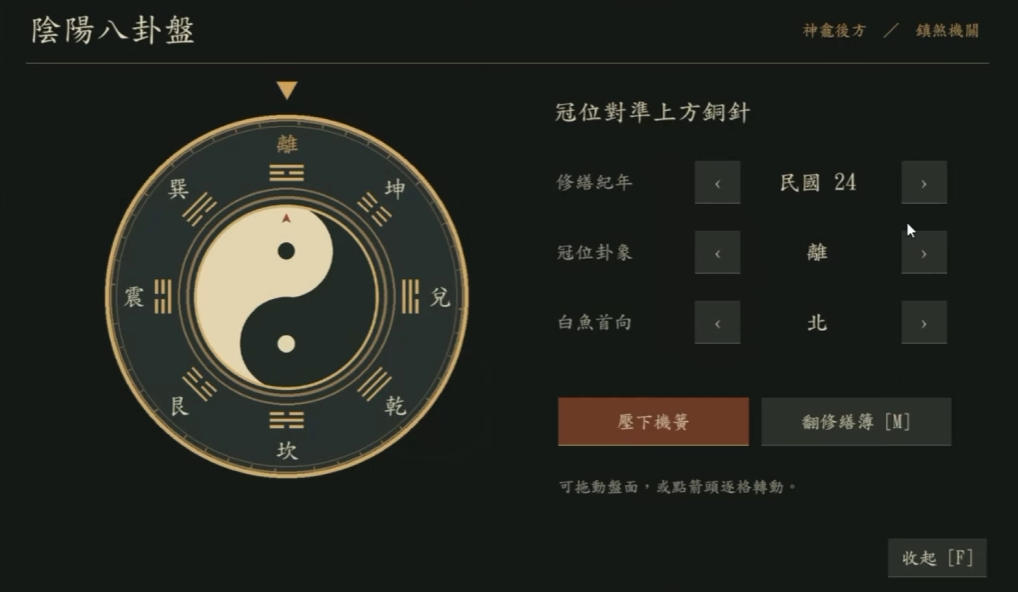 陰陽八卦盤
神龕後方 ／ 鎮煞機關
離
巽 坤
震 兌
艮 乾
坎
冠位對準上方銅針
修繕紀年 ‹ 民國 24 ›
冠位卦象 ‹ 離 ›
白魚首向 ‹ 北 ›
壓下機簧 翻修繕簿 [M]
可拖動盤面，或點箭頭逐格轉動。
收起 [F]